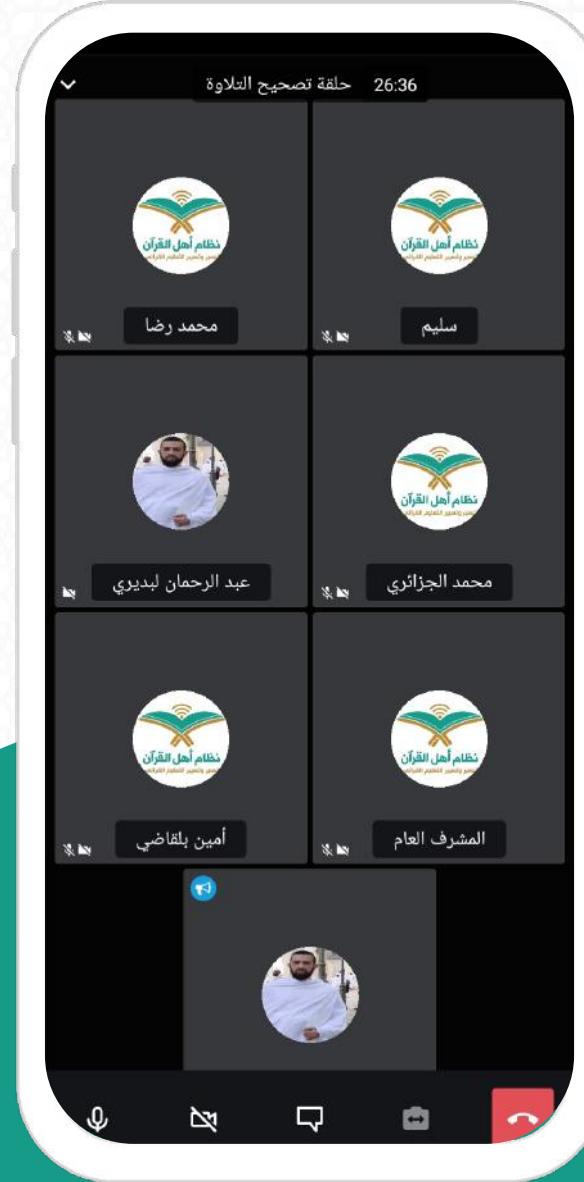 حلقة تصحيح التلاوة 26:36
نظام أهل القرآن
سليم
نظام أهل القرآن
محمد رضا
نظام أهل القرآن
محمد الجزائري
عبد الرحمان لبديري
نظام أهل القرآن
المشرف العام
نظام أهل القرآن
أمين بلقاضي